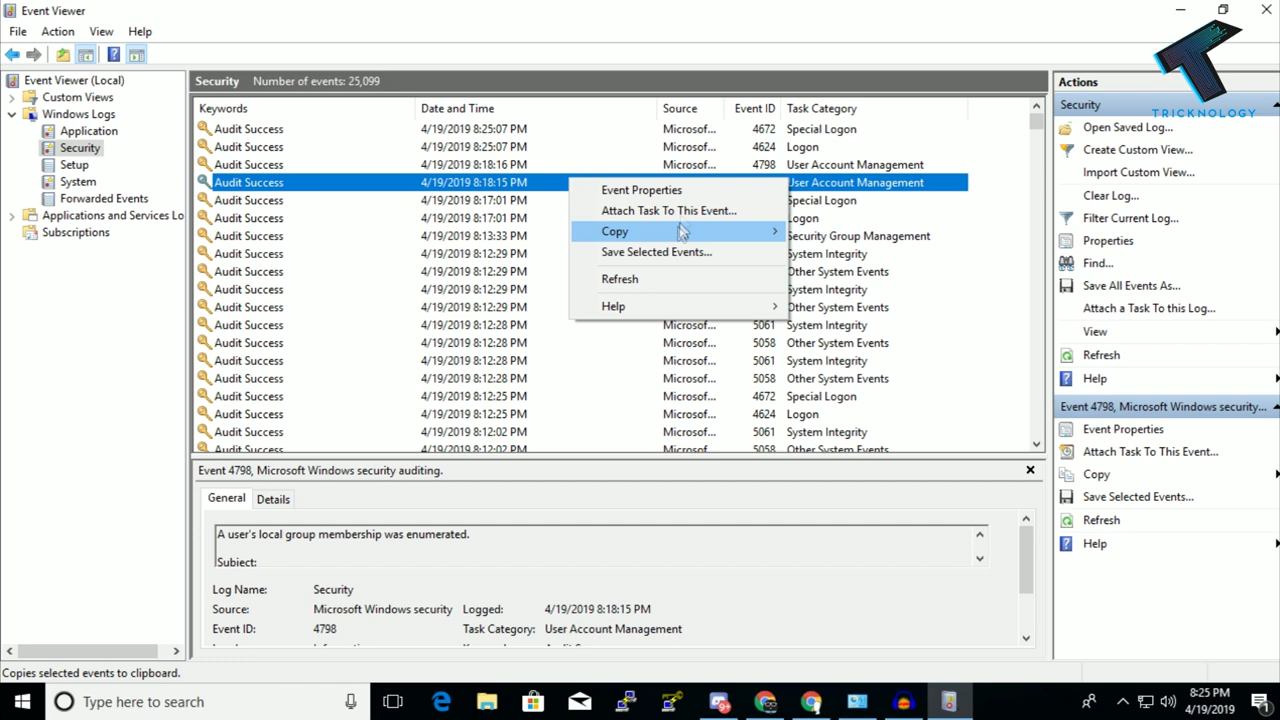 Event Viewer
File Action View Help
TRICKNOLOGY
Event Viewer (Local)
Custom Views
Windows Logs
Application
Security
Setup
System
Forwarded Events
Applications and Services Lo
Subscriptions
Security Number of events: 25,099
Keywords Date and Time Source Event ID Task Category
Audit Success 4/19/2019 8:25:07 PM Microsof... 4672 Special Logon
Audit Success 4/19/2019 8:25:07 PM Microsof... 4624 Logon
Audit Success 4/19/2019 8:18:16 PM Microsof... 4798 User Account Management
Audit Success 4/19/2019 8:18:15 PM User Account Management
Audit Success 4/19/2019 8:17:01 PM Special Logon
Audit Success 4/19/2019 8:17:01 PM Logon
Audit Success 4/19/2019 8:13:33 PM Security Group Management
Audit Success 4/19/2019 8:12:29 PM System Integrity
Audit Success 4/19/2019 8:12:29 PM Other System Events
Audit Success 4/19/2019 8:12:29 PM System Integrity
Audit Success 4/19/2019 8:12:29 PM Other System Events
Audit Success 4/19/2019 8:12:28 PM Microsof... 5061 System Integrity
Audit Success 4/19/2019 8:12:28 PM Microsof... 5058 Other System Events
Audit Success 4/19/2019 8:12:28 PM Microsof... 5061 System Integrity
Audit Success 4/19/2019 8:12:28 PM Microsof... 5058 Other System Events
Audit Success 4/19/2019 8:12:25 PM Microsof... 4672 Special Logon
Audit Success 4/19/2019 8:12:25 PM Microsof... 4624 Logon
Audit Success 4/19/2019 8:12:02 PM Microsof... 5061 System Integrity
Audit Success 4/19/2019 8:12:02 PM Microsof... 5058 Other System Events
Event Properties
Attach Task To This Event...
Copy
Save Selected Events...
Refresh
Help
Event 4798, Microsoft Windows security auditing.
General Details
A user's local group membership was enumerated.
Subject:
Log Name: Security
Source: Microsoft Windows security Logged: 4/19/2019 8:18:15 PM
Event ID: 4798 Task Category: User Account Management
Actions
Security
Open Saved Log...
Create Custom View...
Import Custom View...
Clear Log...
Filter Current Log...
Properties
Find...
Save All Events As...
Attach a Task To this Log...
View
Refresh
Help
Event 4798, Microsoft Windows security...
Event Properties
Attach Task To This Event...
Copy
Save Selected Events...
Refresh
Help
Copies selected events to clipboard.
Type here to search
8:25 PM
4/19/2019
1